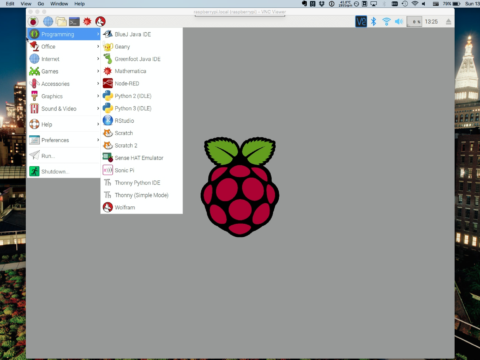 Edit View Go Window Help
79% Sun 13
raspberrypi.local (raspberrypi) - VNC Viewer
13:25
Programming
Office
Internet
Games
Accessories
Graphics
Sound & Video
Help
Preferences
Run...
Shutdown...
BlueJ Java IDE
Geany
Greenfoot Java IDE
Mathematica
Node-RED
Python 2 (IDLE)
Python 3 (IDLE)
RStudio
Scratch
Scratch 2
Sense HAT Emulator
Sonic Pi
Thonny Python IDE
Thonny (Simple Mode)
Wolfram